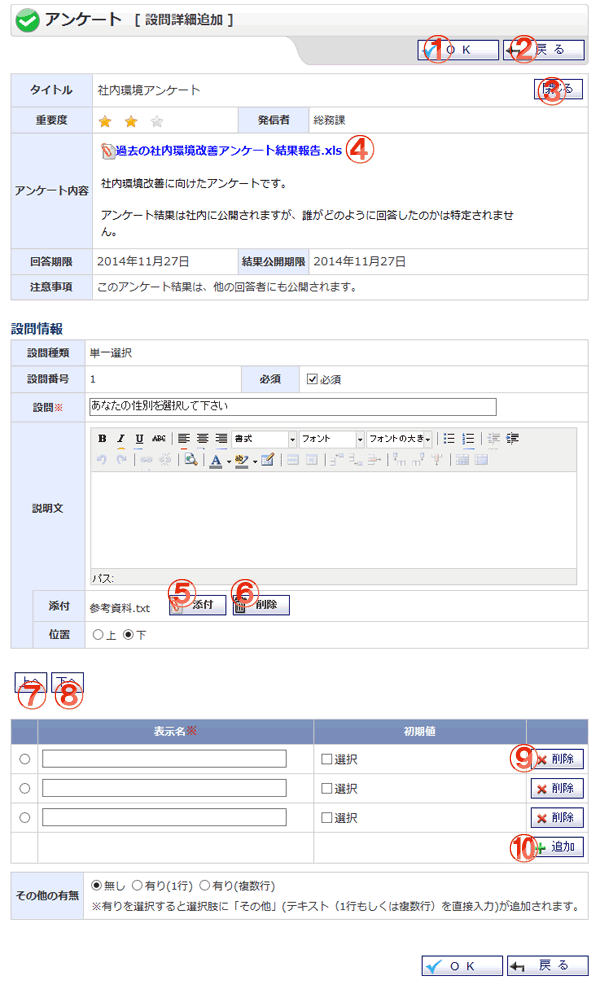 アンケート [ 設問詳細追加 ]
① OK ② 戻る
タイトル 社内環境アンケート ③ 閉じる
重要度 発信者 総務課
過去の社内環境改善アンケート結果報告.xls ④
アンケート内容 社内環境改善に向けたアンケートです。
アンケート結果は社内に公開されますが、誰がどのように回答したのかは特定されませ
ん。
回答期限 2014年11月27日 結果公開期限 2014年11月27日
注意事項 このアンケート結果は、他の回答者にも公開されます。
設問情報
設問種類 単一選択
設問番号 1 必須 必須
設問※ あなたの性別を選択して下さい
B I U ABC 書式 フォント フォントの大き
A ab
説明文
パス:
添付 参考資料.txt ⑤ 添付 ⑥ 削除
位置 上 下
⑦ 上へ ⑧ 下へ
表示名※ 初期値
選択 ⑨ 削除
選択 削除
選択 削除
⑩ 追加
その他の有無 無し 有り(1行) 有り(複数行)
※有りを選択すると選択肢に「その他」(テキスト（1行もしくは複数行）を直接入力)が追加されます。
OK 戻る